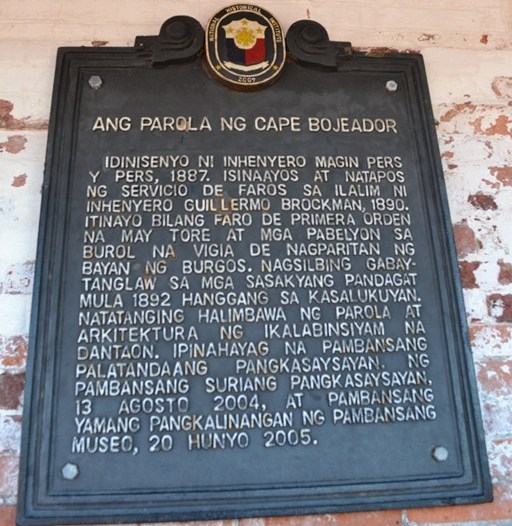 NATIONAL HISTORICAL INSTITUTE
2009
ANG PAROLA NG CAPE BOJEADOR
IDINISENYO NI INHENYERO MAGIN PERS
Y PERS, 1887. ISINAAYOS AT NATAPOS
NG SERVICIO DE FAROS SA ILALIM NI
INHENYERO GUILLERMO BROCKMAN, 1890.
ITINAYO BILANG FARO DE PRIMERA ORDEN
NA MAY TORE AT MGA PABELYON SA
BUROL NA VIGIA DE NAGPARITAN NG
BAYAN NG BURGOS. NAGSILBING GABAY-
TANGLAW SA MGA SASAKYANG PANDAGAT
MULA 1892 HANGGANG SA KASALUKUYAN.
NATATANGING HALIMBAWA NG PAROLA AT
ARKITEKTURA NG IKALABINSIYAM NA
DANTAON. IPINAHAYAG NA PAMBANSANG
PALATANDAANG PANGKASAYSAYAN, NG
PAMBANSANG SURIANG PANGKASAYSAYAN,
13 AGOSTO 2004, AT PAMBANSANG
YAMANG PANGKALINANGAN NG PAMBANSANG
MUSEO, 20 HUNYO 2005.